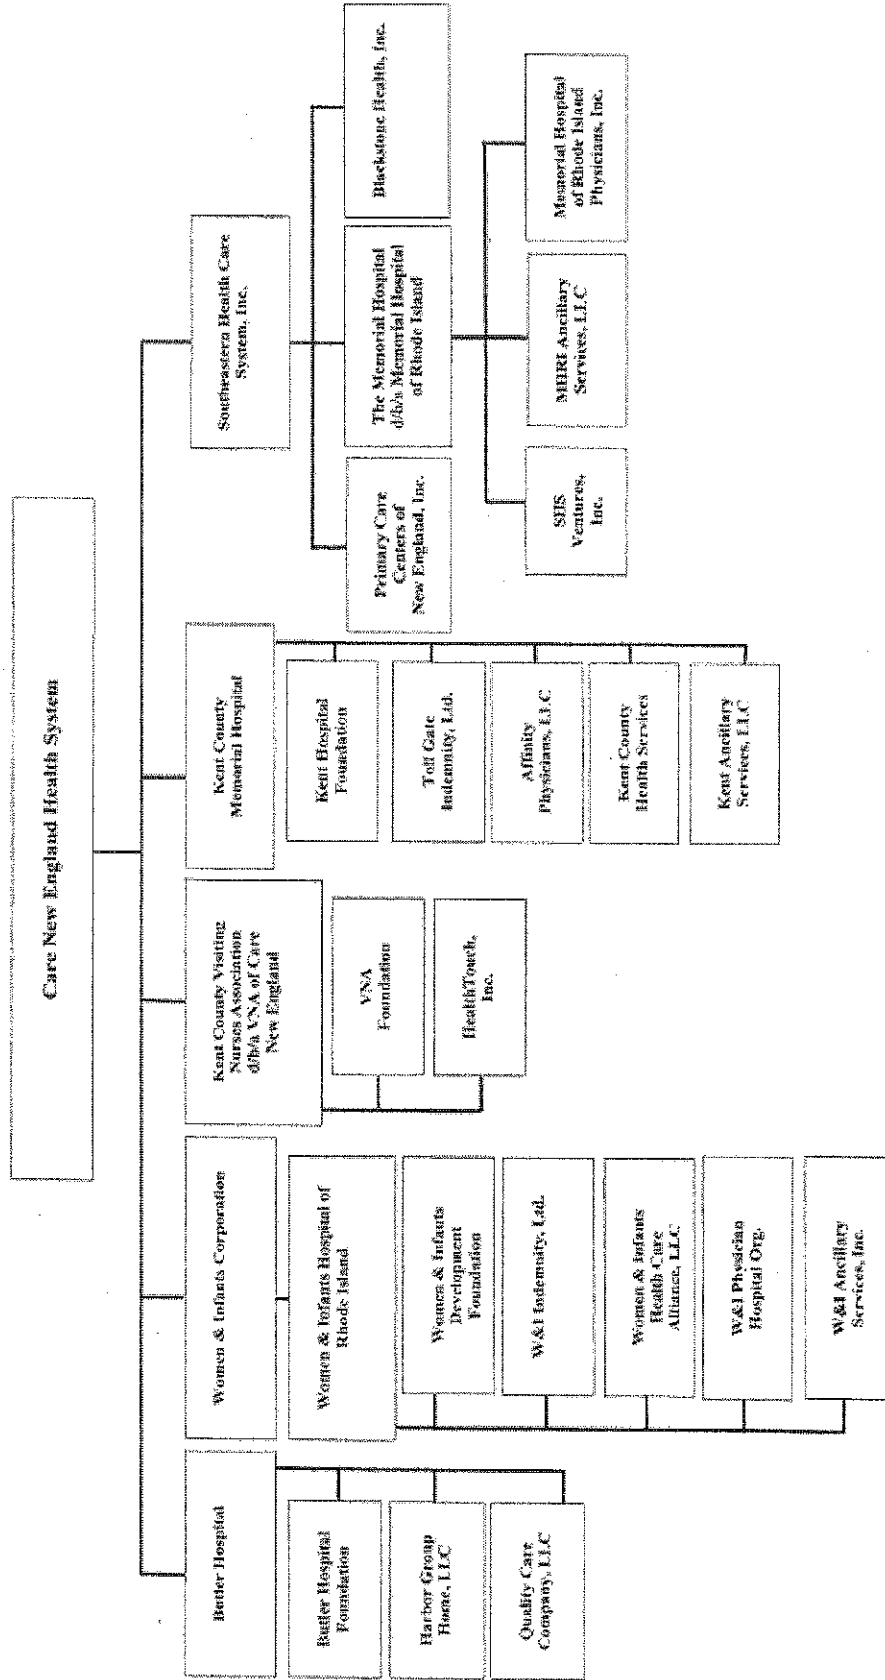 Care New England Health System
Butler Hospital
Butler Hospital
Foundation
Harbor Group
Home, LLC
Quality Care
Company, LLC
Women & Infants Corporation
Women & Infants Hospital of
Rhode Island
Women & Infants
Development
Foundation
W&I Indemnity, Ltd.
Women & Infants
Health Care
Alliance, LLC
W&I Physician
Hospital Org.
W&I Ancillary
Services, Inc.
Kent County Visiting
Nurses Association
d/b/a VNA of Care
New England
VNA
Foundation
HealthTouch,
Inc.
Kent County
Memorial Hospital
Kent Hospital
Foundation
Toll Gate
Indemnity, Ltd.
Affinity
Physicians, LLC
Kent County
Health Services
Kent Ancillary
Services, LLC
Southeastern Health Care
System, Inc.
Primary Care
Centers of
New England, Inc.
The Memorial Hospital
d/b/a Memorial Hospital
of Rhode Island
Blackstone Health, Inc.
SHS
Ventures,
Inc.
MHRI Ancillary
Services, LLC
Memorial Hospital
of Rhode Island
Physicians, Inc.